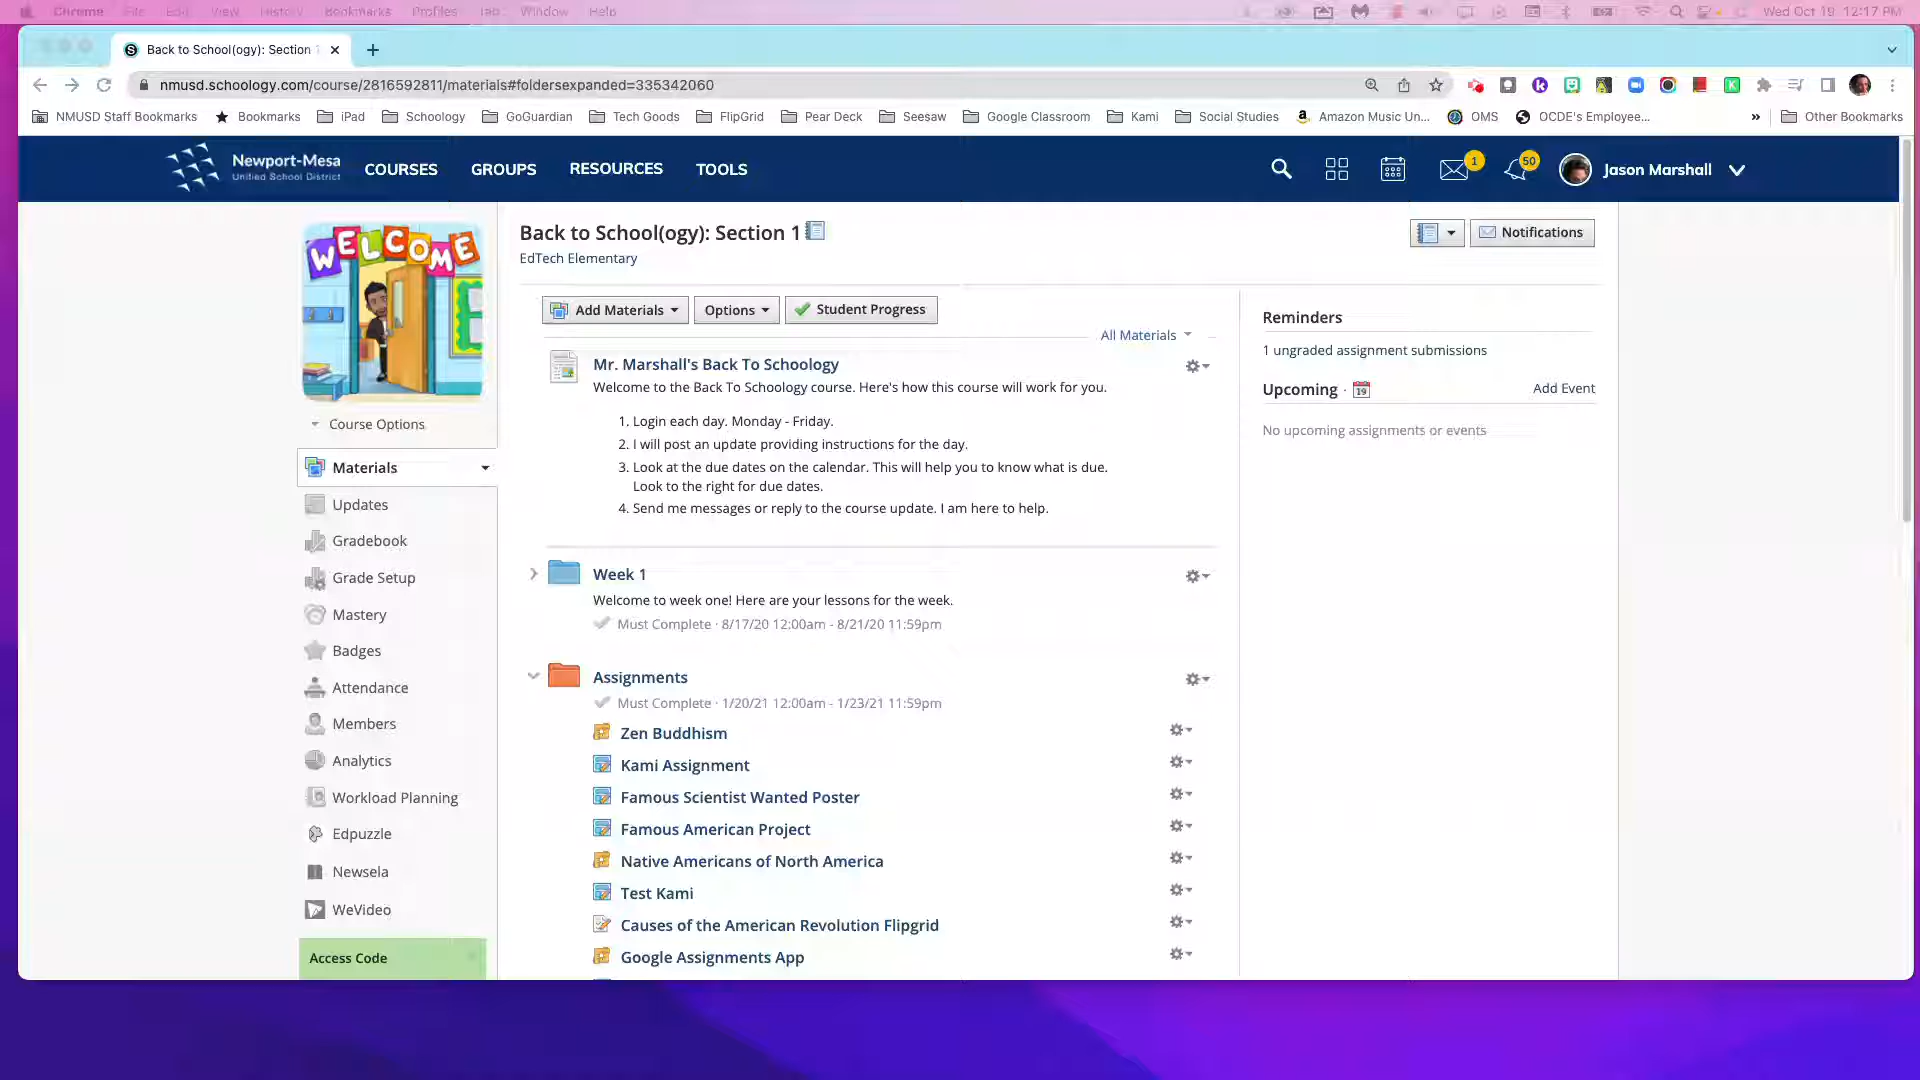 Chrome File Edit View History Bookmarks Profiles Tab Window Help Wed Oct 19 12:17 PM
Back to School(ogy): Section 1
nmusd.schoology.com/course/2816592811/materials#foldersexpanded=335342060
NMUSD Staff Bookmarks Bookmarks iPad Schoology GoGuardian Tech Goods FlipGrid Pear Deck Seesaw Google Classroom Kami Social Studies Amazon Music Un... OMS OCDE's Employee... » Other Bookmarks
Newport-Mesa
Unified School District
COURSES GROUPS RESOURCES TOOLS 1 50 Jason Marshall
WELCOME
Back to School(ogy): Section 1
EdTech Elementary
Notifications
Add Materials Options Student Progress
All Materials
Mr. Marshall's Back To Schoology
Welcome to the Back To Schoology course. Here's how this course will work for you.
1. Login each day. Monday - Friday.
2. I will post an update providing instructions for the day.
3. Look at the due dates on the calendar. This will help you to know what is due.
Look to the right for due dates.
4. Send me messages or reply to the course update. I am here to help.
Week 1
Welcome to week one! Here are your lessons for the week.
Must Complete · 8/17/20 12:00am - 8/21/20 11:59pm
Assignments
Must Complete · 1/20/21 12:00am - 1/23/21 11:59pm
Zen Buddhism
Kami Assignment
Famous Scientist Wanted Poster
Famous American Project
Native Americans of North America
Test Kami
Causes of the American Revolution Flipgrid
Google Assignments App
Course Options
Materials
Updates
Gradebook
Grade Setup
Mastery
Badges
Attendance
Members
Analytics
Workload Planning
Edpuzzle
Newsela
WeVideo
Access Code
Reminders
1 ungraded assignment submissions
Upcoming · 19 Add Event
No upcoming assignments or events